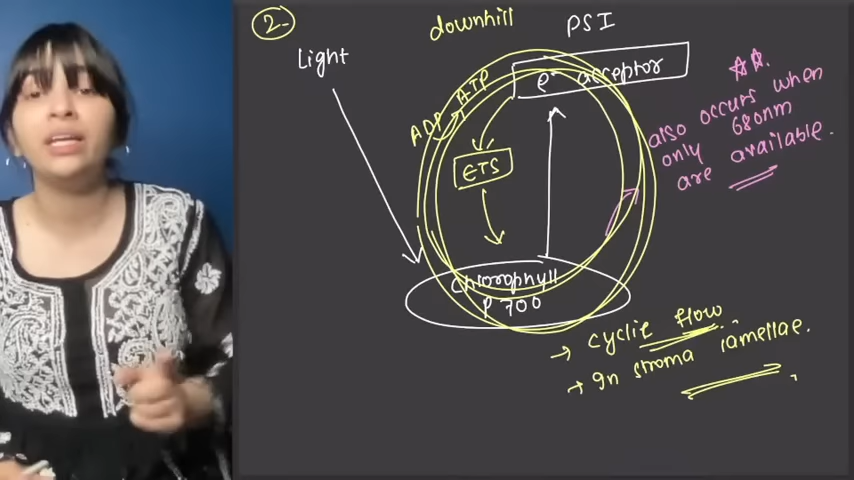 2-
downhill
PSI
Light
e- acceptor
ADP
ATP
ETS
Chlorophyll
P 700
also occurs when
only 680nm
are available.
→ cyclic flow
→ In stroma lamellae.